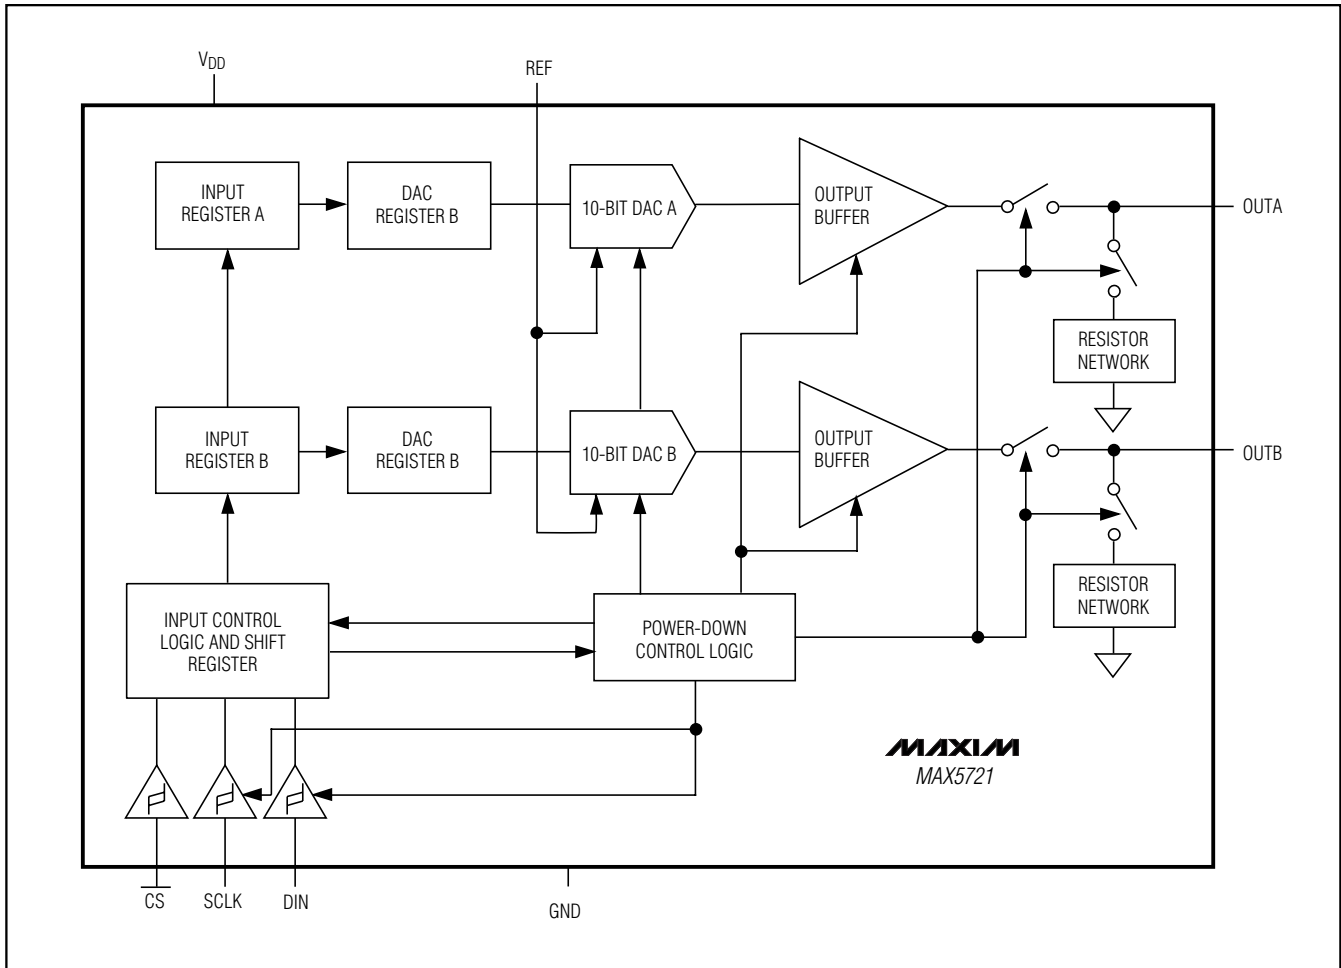 VDD
REF
INPUT
REGISTER A
DAC
REGISTER B
10-BIT DAC A
OUTPUT
BUFFER
OUTA
RESISTOR
NETWORK
INPUT
REGISTER B
DAC
REGISTER B
10-BIT DAC B
OUTPUT
BUFFER
OUTB
RESISTOR
NETWORK
INPUT CONTROL
LOGIC AND SHIFT
REGISTER
POWER-DOWN
CONTROL LOGIC
MAXIM
MAX5721
CS
SCLK
DIN
GND